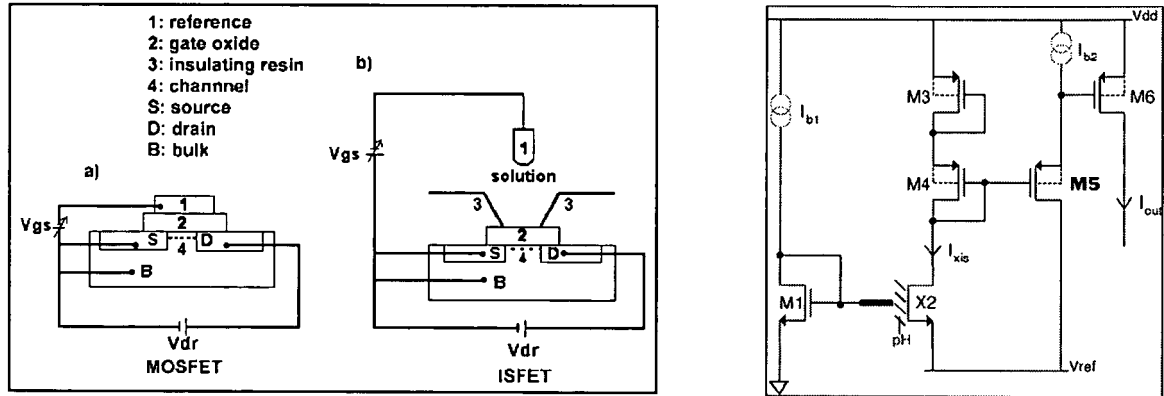 1: reference
2: gate oxide
3: insulating resin
4: channnel
S: source
D: drain
B: bulk
a)
Vgs
1
2
S
D
4
B
Vdr
MOSFET
b)
Vgs
1
solution
3
3
2
S
4
D
B
Vdr
ISFET
Vdd
Ib1
Ib2
M3
M6
M4
M5
Iout
Ixis
M1
X2
pH
Vref